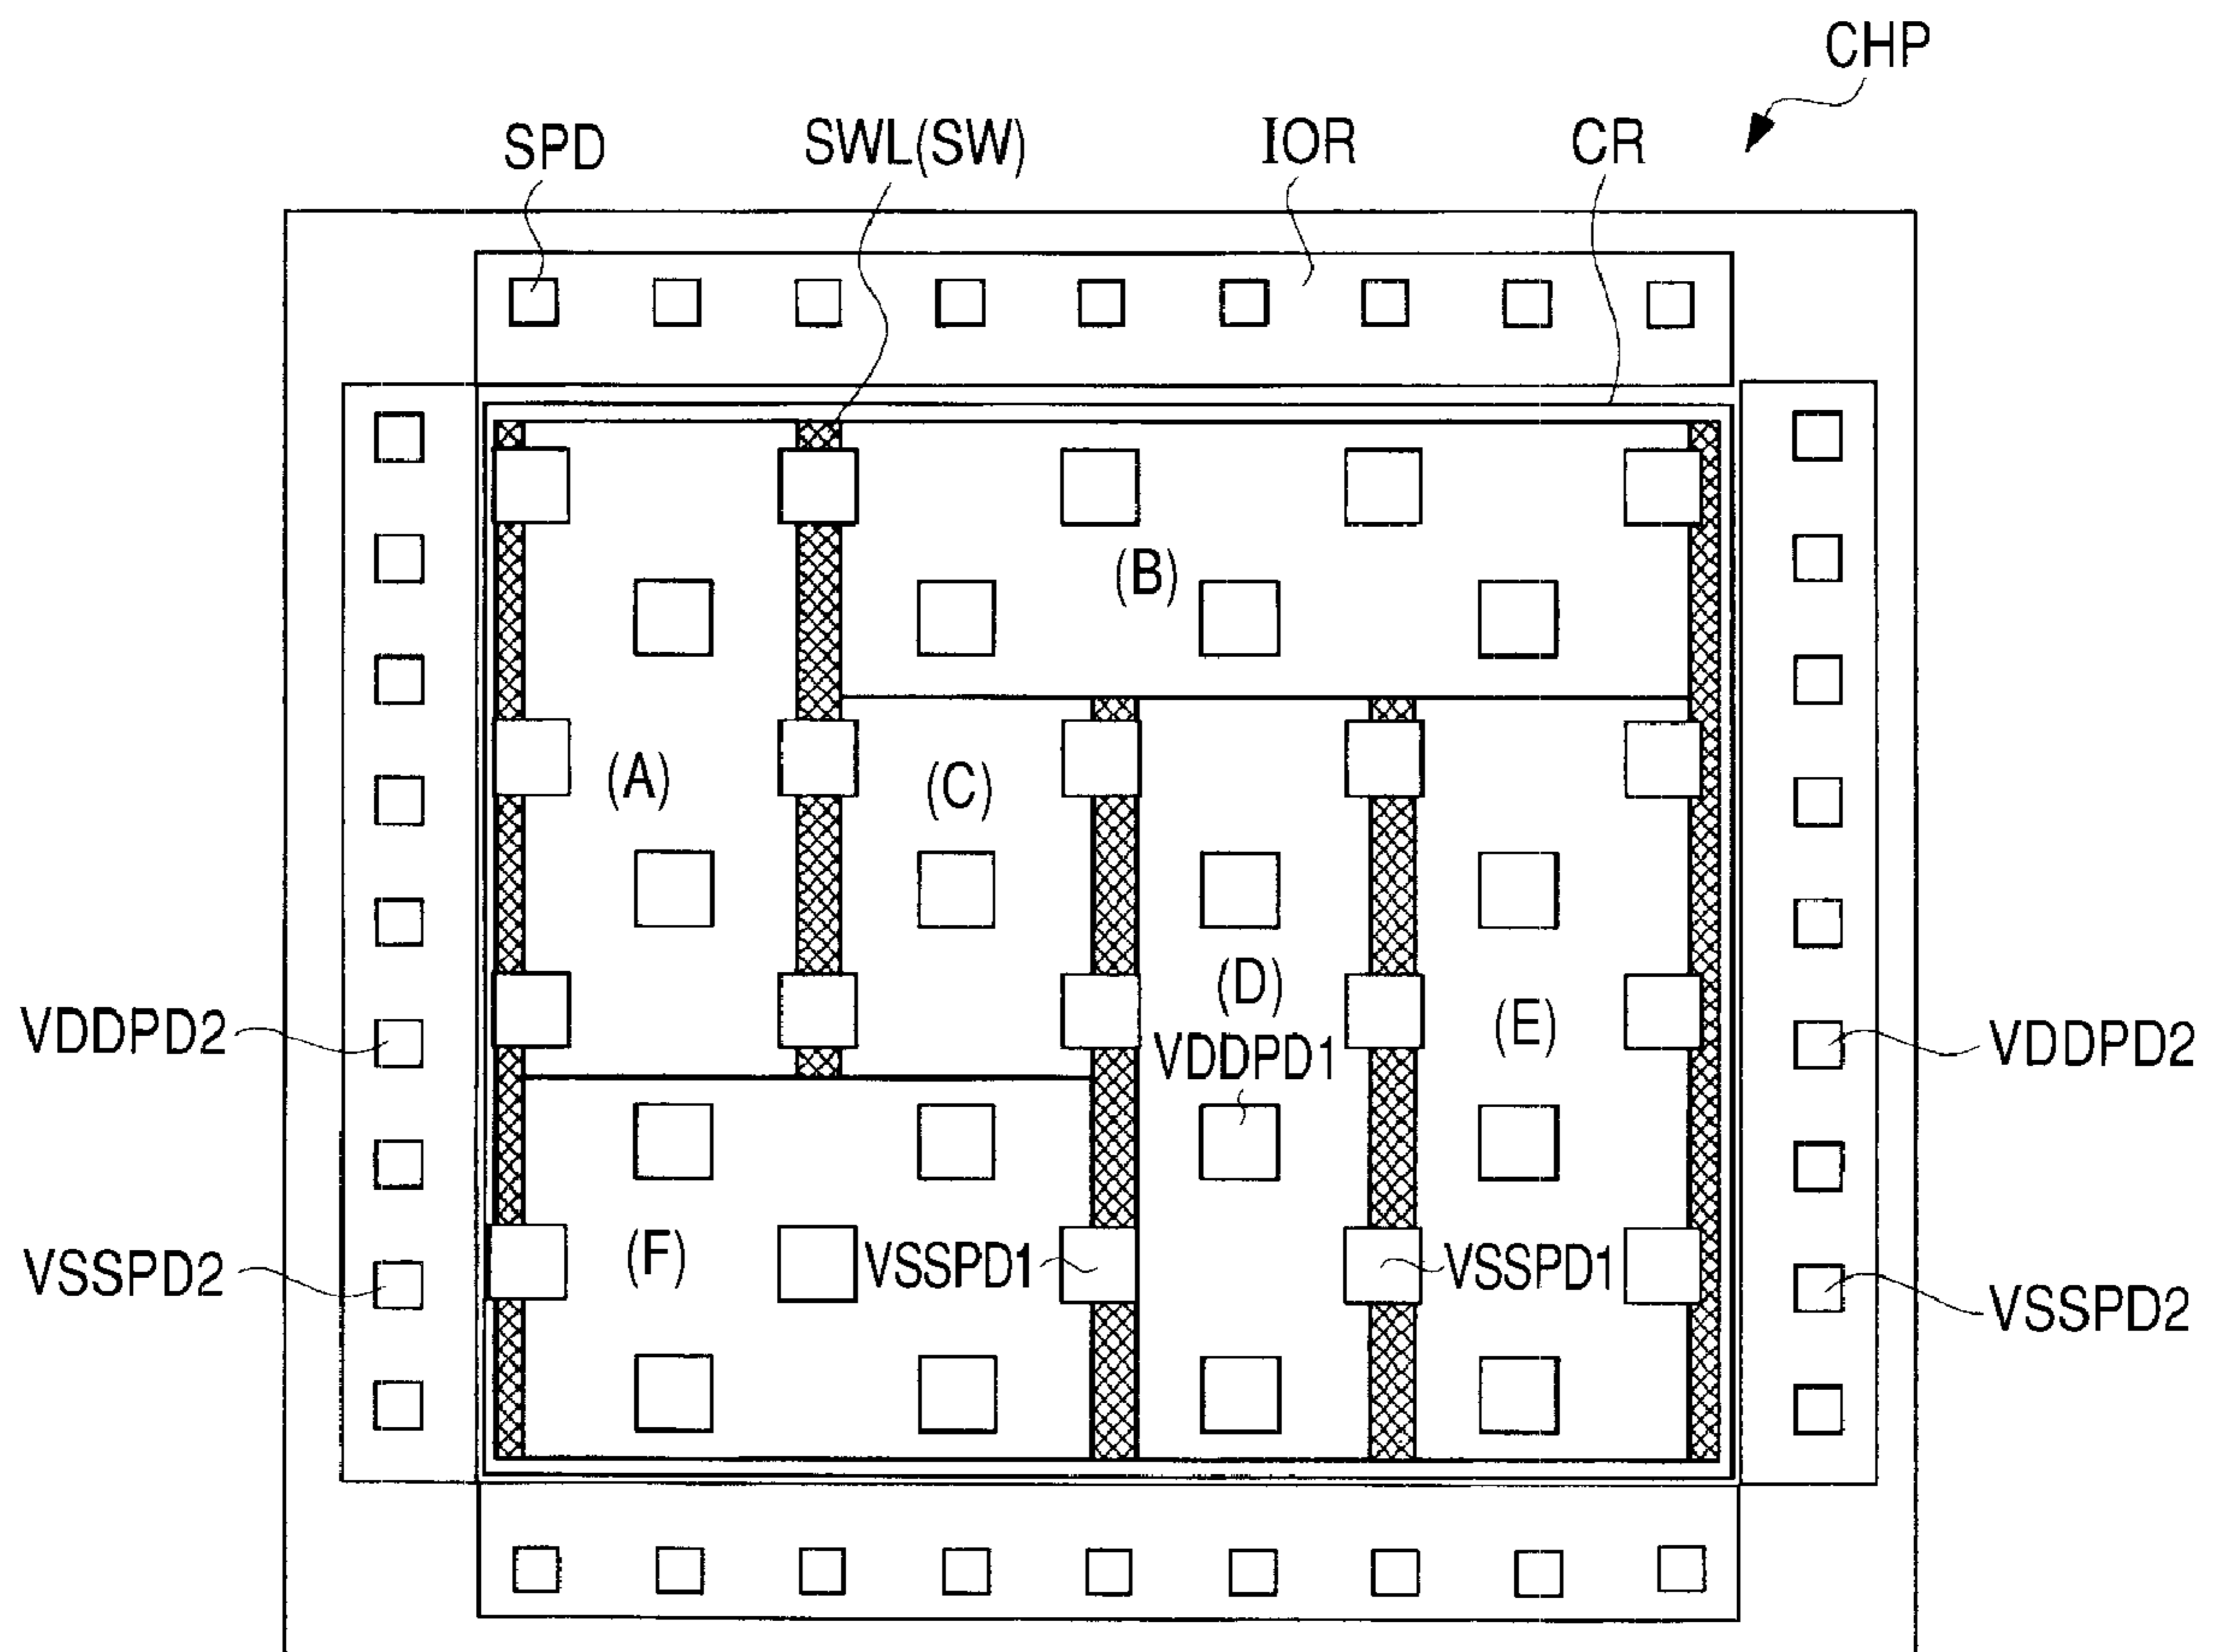 CHP
SPD
SWL(SW)
IOR
CR
(B)
(A)
(C)
(D)
(E)
VDDPD2
VDDPD1
VDDPD2
(F)
VSSPD1
VSSPD1
VSSPD2
VSSPD2